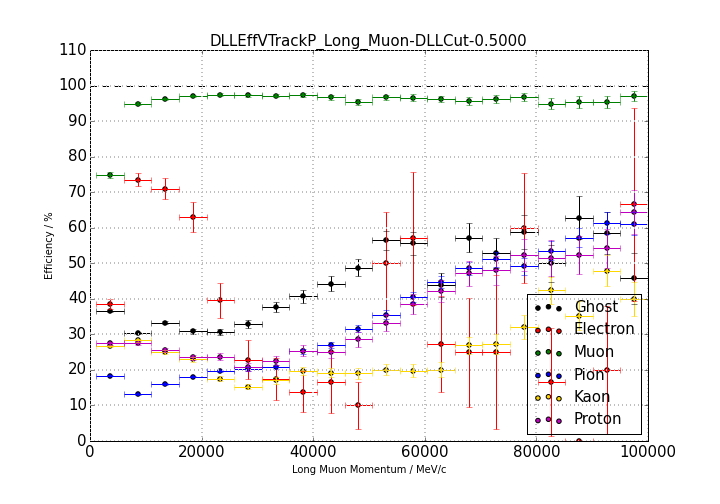 DLLEffVTrackP_Long_Muon-DLLCut-0.5000
110
100
90
80
70
60
50
40
30
20
10
0
Efficiency / %
Ghost
Electron
Muon
Pion
Kaon
Proton
0 20000 40000 60000 80000 100000
Long Muon Momentum / MeV/c